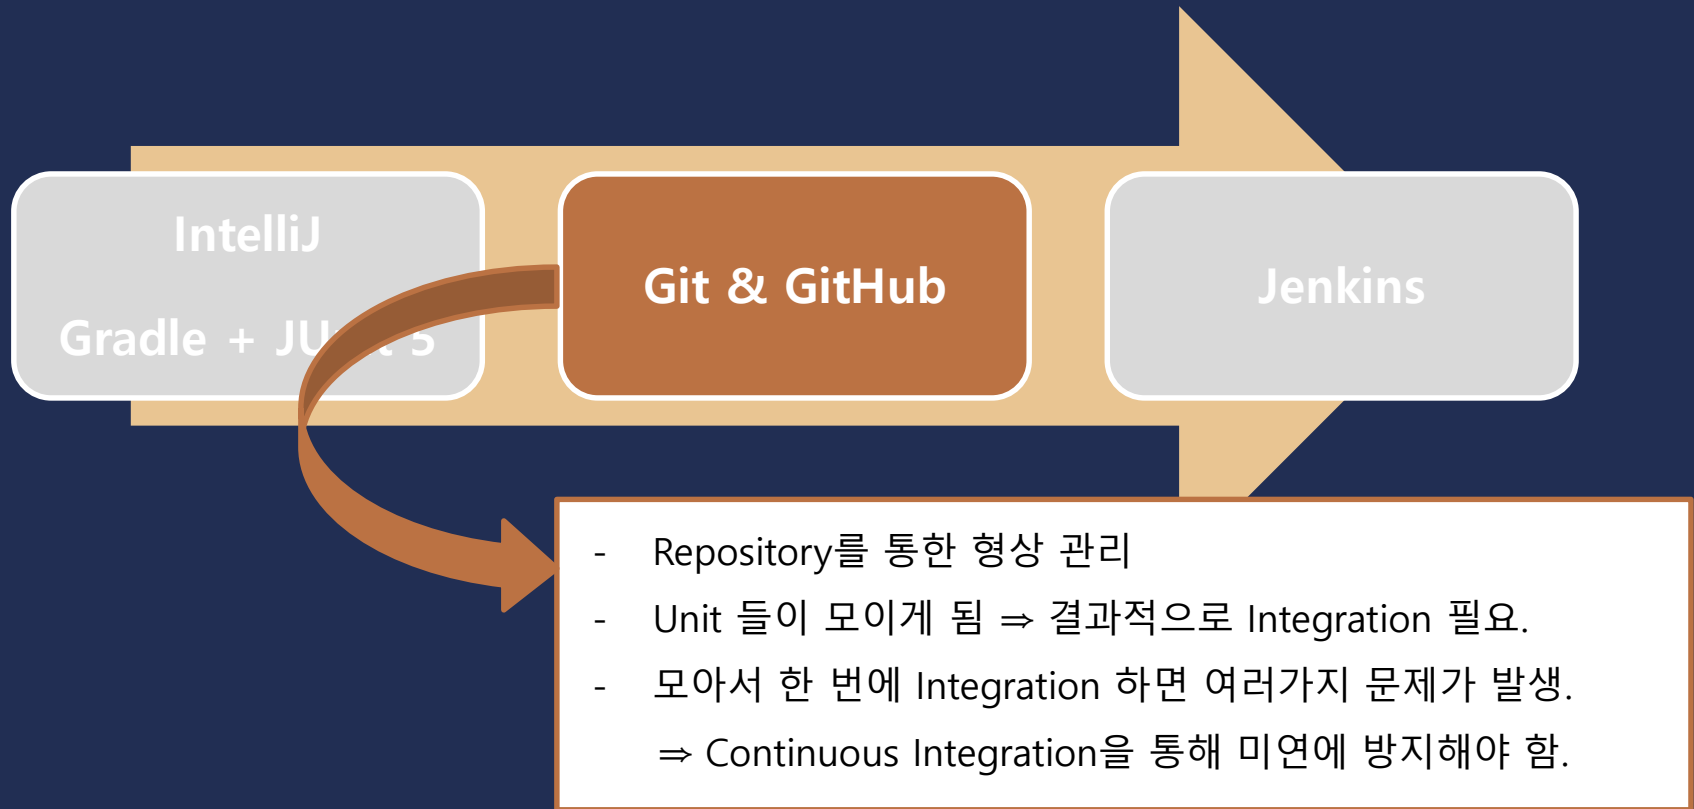 IntelliJ
Gradle + 5
Git & GitHub
Jenkins
- Repository를 통한 형상 관리
- Unit 들이 모이게 됨 ⇒ 결과적으로 Integration 필요.
- 모아서 한 번에 Integration 하면 여러가지 문제가 발생.
⇒ Continuous Integration을 통해 미연에 방지해야 함.